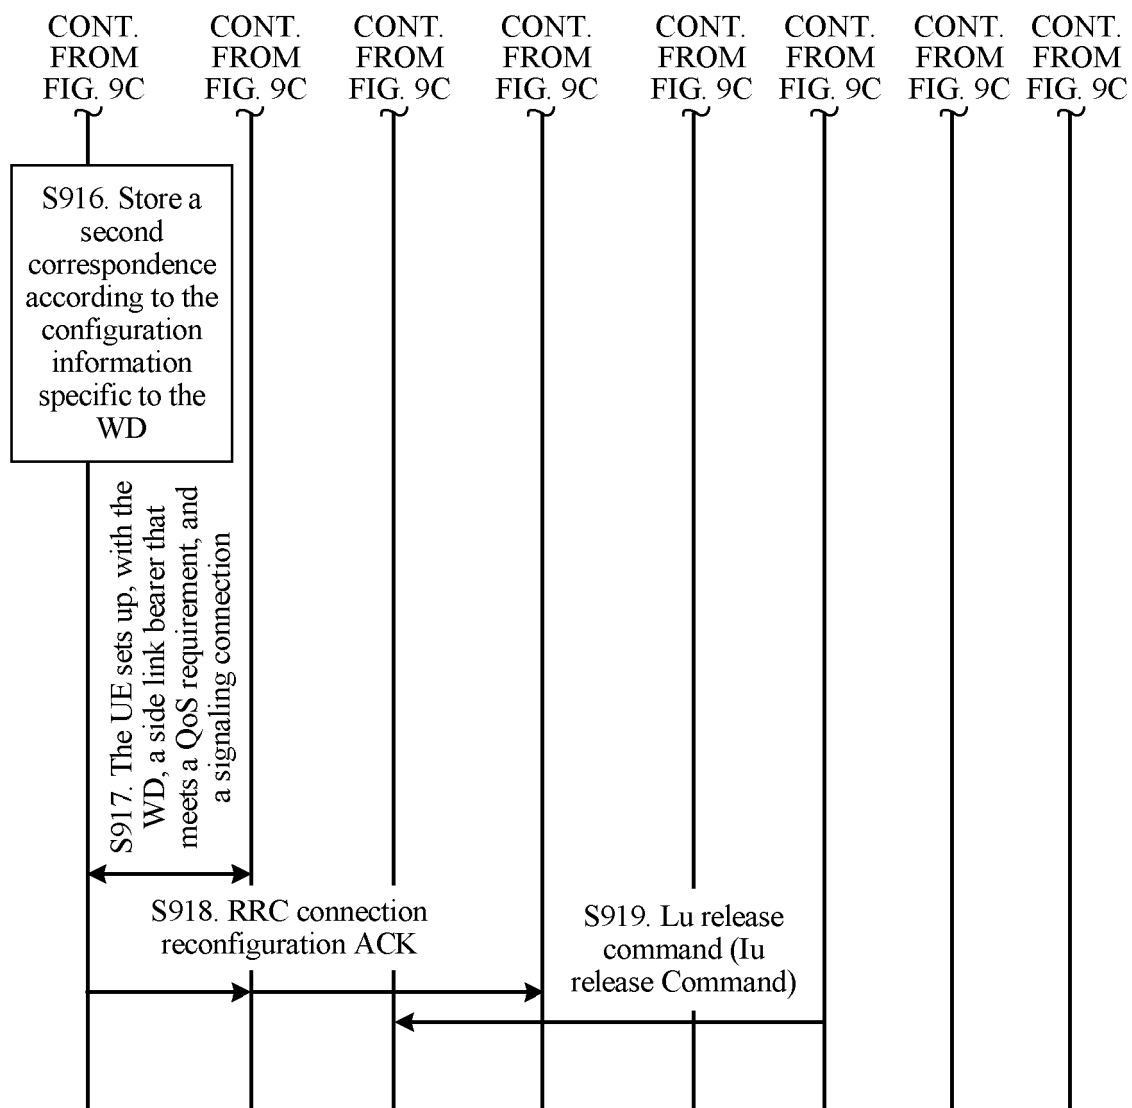 CONT. FROM FIG. 9C
CONT. FROM FIG. 9C
CONT. FROM FIG. 9C
CONT. FROM FIG. 9C
CONT. FROM FIG. 9C
CONT. FROM FIG. 9C
CONT. FROM FIG. 9C
CONT. FROM FIG. 9C
S916. Store a
second
correspondence
according to the
configuration
information
specific to the
WD
S917. The UE sets up, with the
WD, a side link bearer that
meets a QoS requirement, and
a signaling connection
S918. RRC connection
reconfiguration ACK
S919. Lu release
command (Iu
release Command)